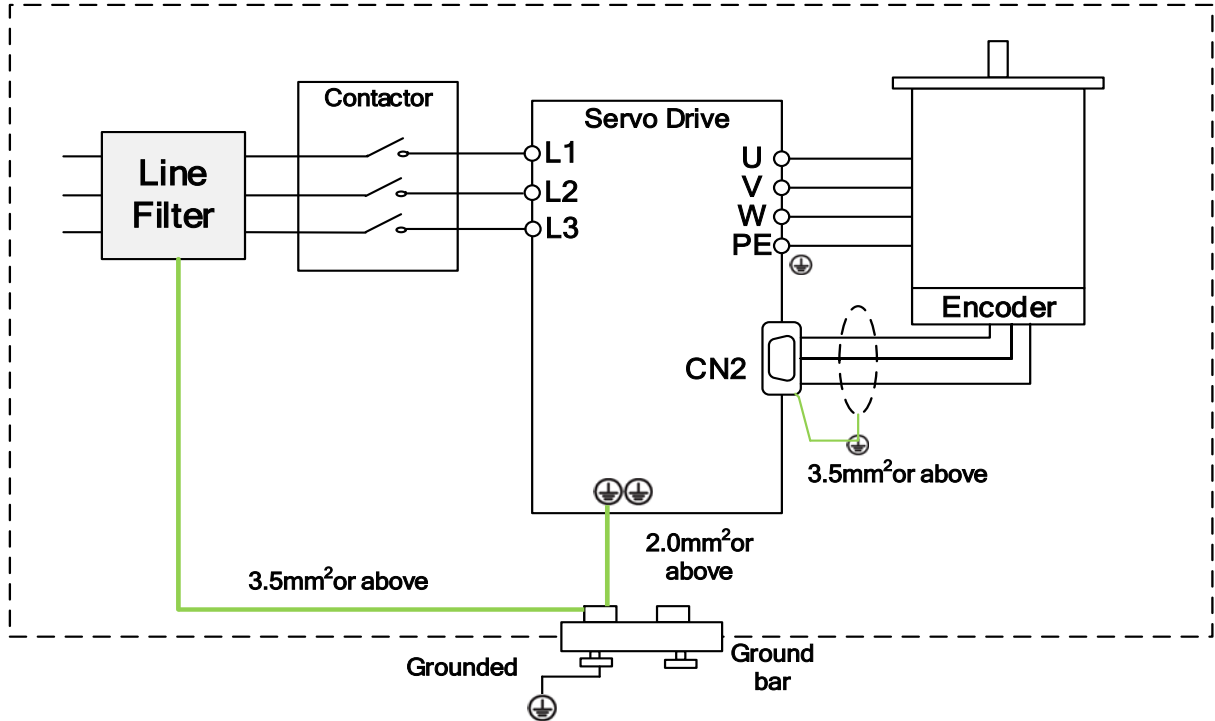 Contactor
Line
Filter
Servo Drive
L1
L2
L3
U
V
W
PE
Encoder
CN2
3.5mm²or above
2.0mm²or
above
3.5mm²or above
Grounded
Ground
bar